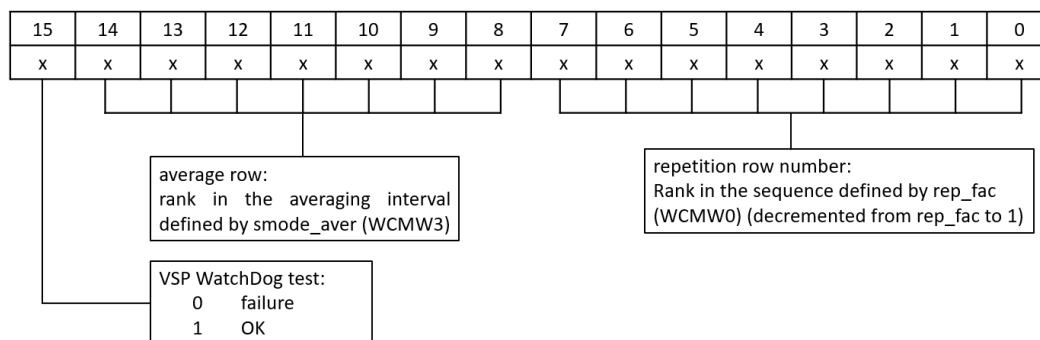 15 14 13 12 11 10 9 8 7 6 5 4 3 2 1 0
x x x x x x x x x x x x x x x x
average row:
rank in the averaging interval
defined by smode_aver (WCMW3)
repetition row number:
Rank in the sequence defined by rep_fac
(WCMW0) (decremented from rep_fac to 1)
VSP WatchDog test:
0 failure
1 OK